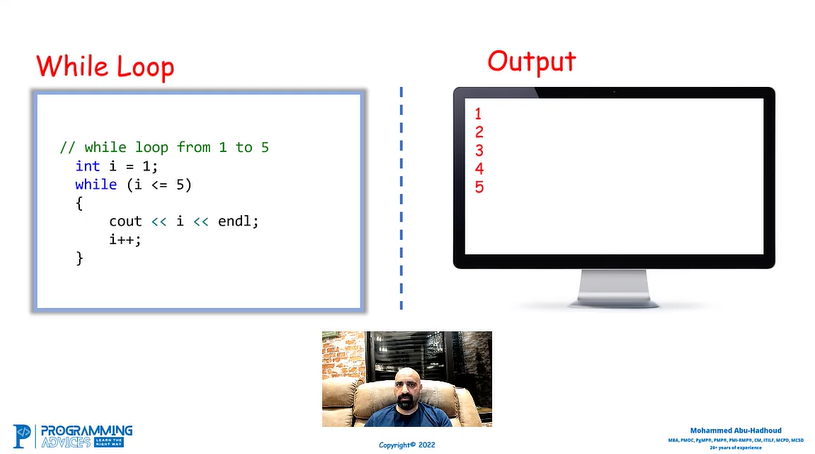 While Loop
Output
// while loop from 1 to 5
int i = 1;
while (i <= 5)
{
cout << i << endl;
i++;
}
1
2
3
4
5
PROGRAMMING
ADVICES LEARN THE RIGHT WAY
Copyright© 2022
Mohammed Abu-Hadhoud
MBA, PMOC, PgMP®, PMP®, PMI-RMP®, CM, ITILF, MCPD, MCSD
26+ years of experience